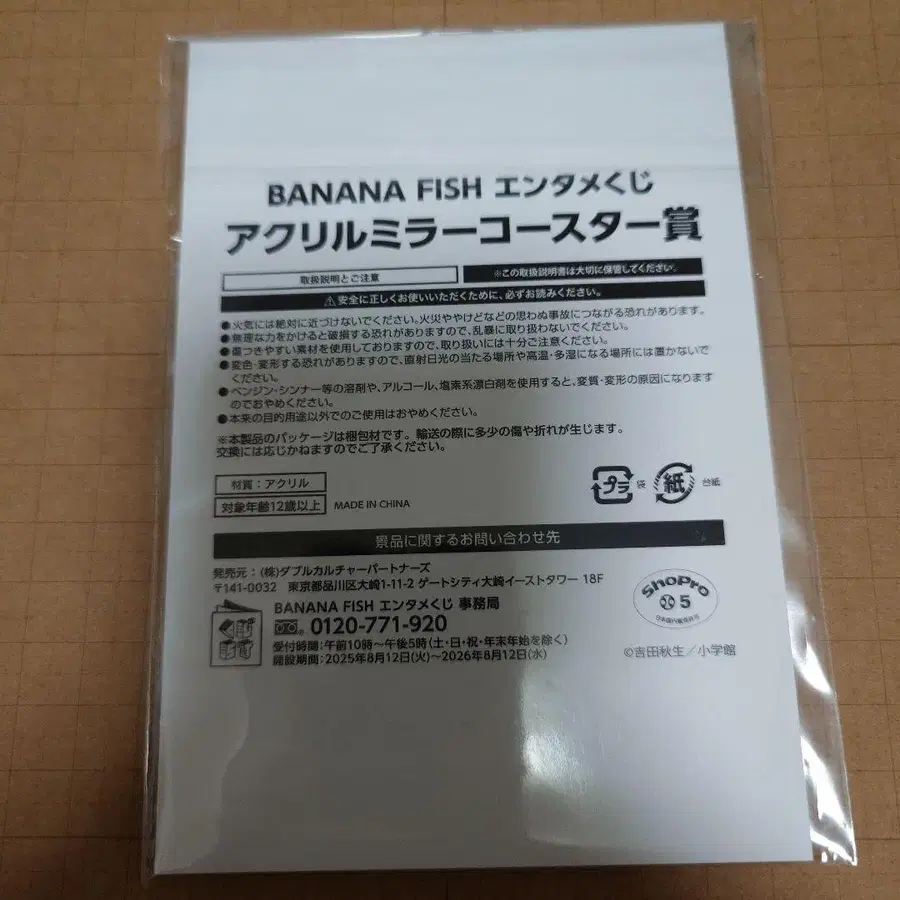 BANANA FISH エンタメくじ
アクリルミラーコースター賞
取扱説明とご注意
※この取扱説明書は大切に保管してください。
⚠安全に正しくお使いいただくために、必ずお読みください。
●火気には絶対に近づけないでください。火災ややけどなどの思わぬ事故につながる恐れがあります。
●無理な力をかけると破損する恐れがありますので、乱暴に取り扱わないでください。
●傷つきやすい素材を使用しておりますので、取り扱いには十分ご注意ください。
●変色・変形する恐れがありますので、直射日光の当たる場所や高温・多湿になる場所には置かないで
ください。
●ベンジン・シンナー等の溶剤や、アルコール、塩素系漂白剤を使用すると、変質・変形の原因になります
のでおやめください。
●本来の目的用途以外でのご使用はおやめください。
※本製品のパッケージは梱包材です。輸送の際に多少の傷や折れが生じます。
交換には応じかねますのでご了承ください。
材質：アクリル
プラ 袋 紙 台紙
対象年齢12歳以上 MADE IN CHINA
景品に関するお問い合わせ先
発売元：(株)ダブルカルチャーパートナーズ
〒141-0032 東京都品川区大崎1-11-2 ゲートシティ大崎イーストタワー 18F
BANANA FISH エンタメくじ 事務局
0120-771-920
受付時間：午前10時～午後5時(土・日・祝・年末年始を除く)
開設期間：2025年8月12日(火)～2026年8月12日(水)
ShoPro
5
日本国内販売許可
©吉田秋生／小学館